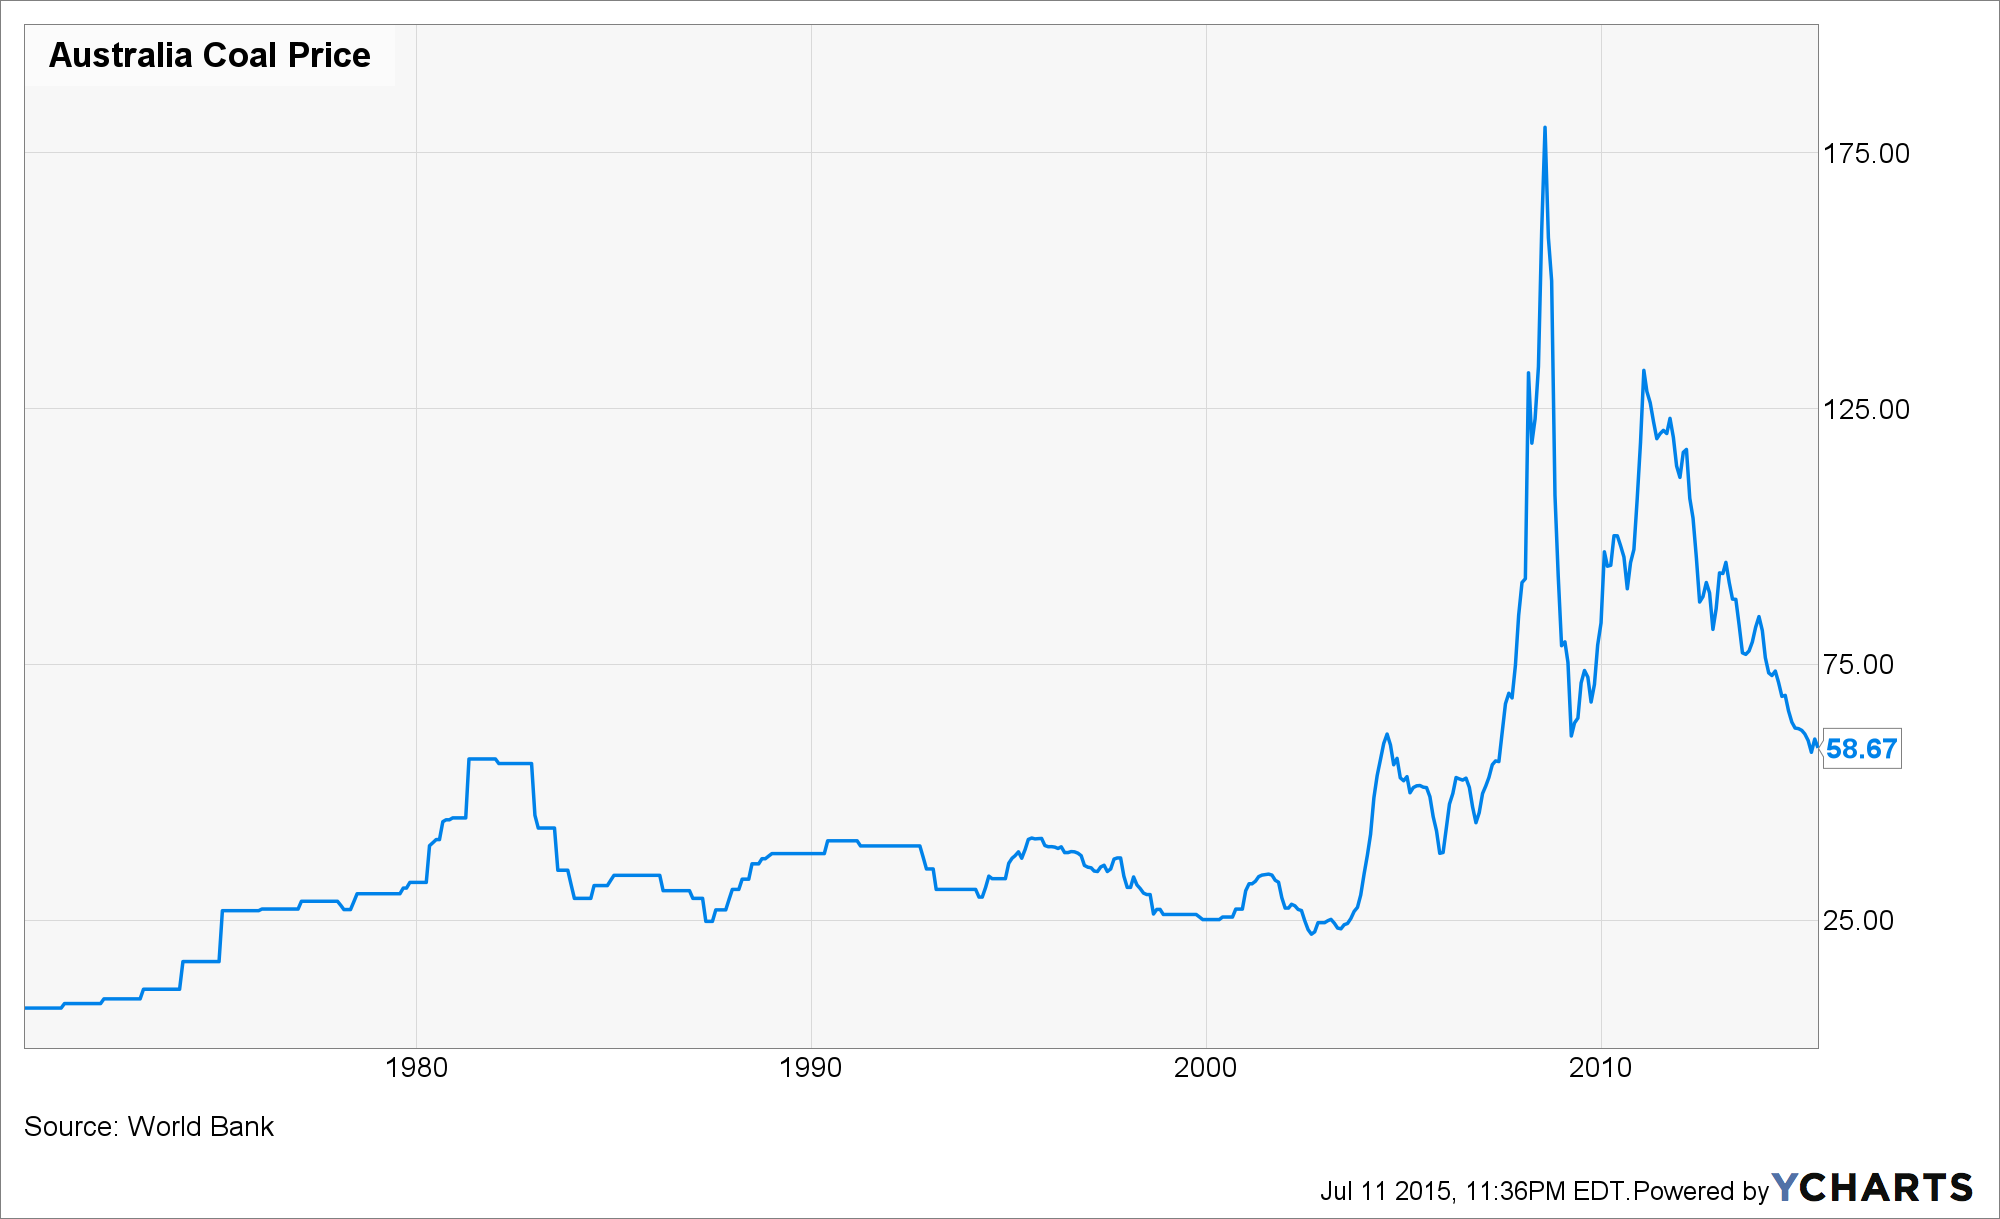 Australia Coal Price
175.00
125.00
75.00
58.67
25.00
1980 1990 2000 2010
Source: World Bank
Jul 11 2015, 11:36PM EDT. Powered by YCHARTS